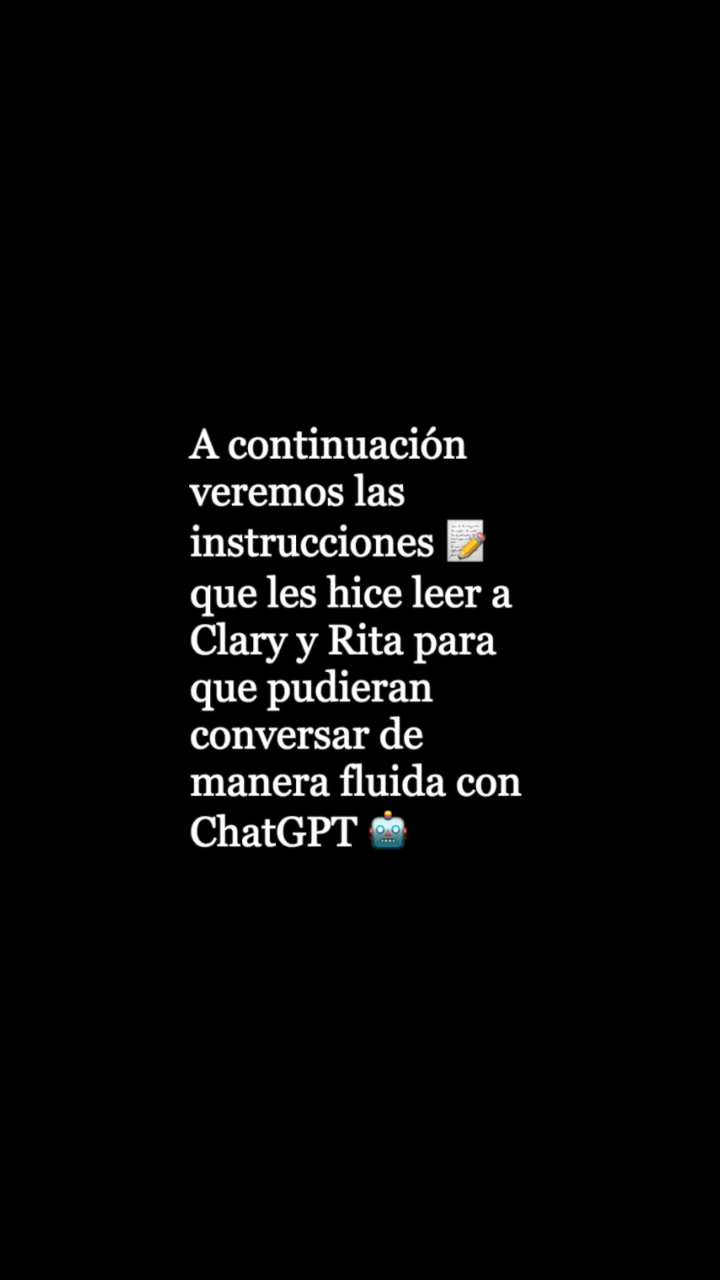 A continuación
veremos las
instrucciones 📝
que les hice leer a
Clary y Rita para
que pudieran
conversar de
manera fluida con
ChatGPT 🤖